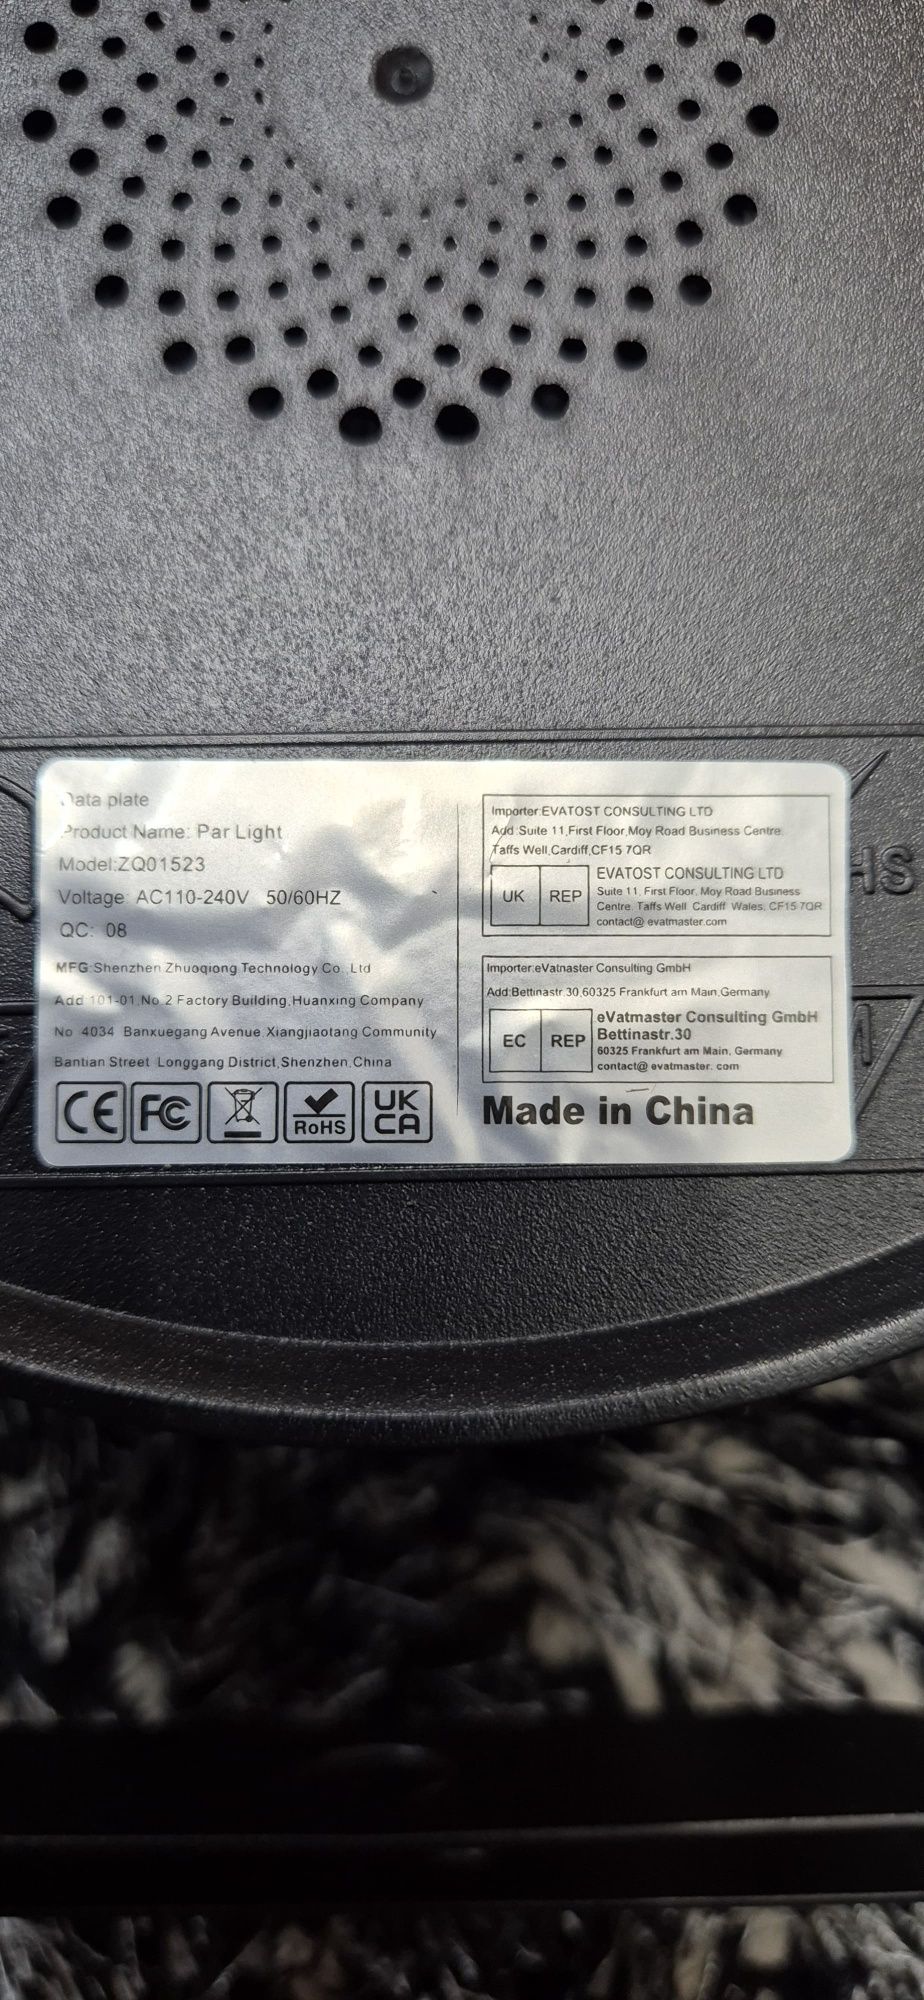 Data plate
Product Name: Par Light
Model:ZQ01523
Voltage: AC110-240V 50/60HZ
QC: 08
MFG:Shenzhen Zhuoqiong Technology Co.,Ltd
Add:101-01,No.2 Factory Building,Huanxing Company
No. 4034 Banxuegang Avenue,Xiangjiaotang Community
Bantian Street Longgang District,Shenzhen,China
CE FC RoHS UK CA
Importer:EVATOST CONSULTING LTD
Add:Suite 11,First Floor,Moy Road Business Centre.
Taffs Well,Cardiff,CF15 7QR
UK REP
EVATOST CONSULTING LTD
Suite 11, First Floor, Moy Road Business
Centre, Taffs Well Cardiff Wales, CF15 7QR
contact@ evatmaster.com
Importer:eVatnaster Consulting GmbH
Add:Bettinastr.30,60325 Frankfurt am Main,Germany
EC REP
eVatmaster Consulting GmbH
Bettinastr.30
60325 Frankfurt am Main, Germany
contact@ evatmaster. com
Made in China
HS